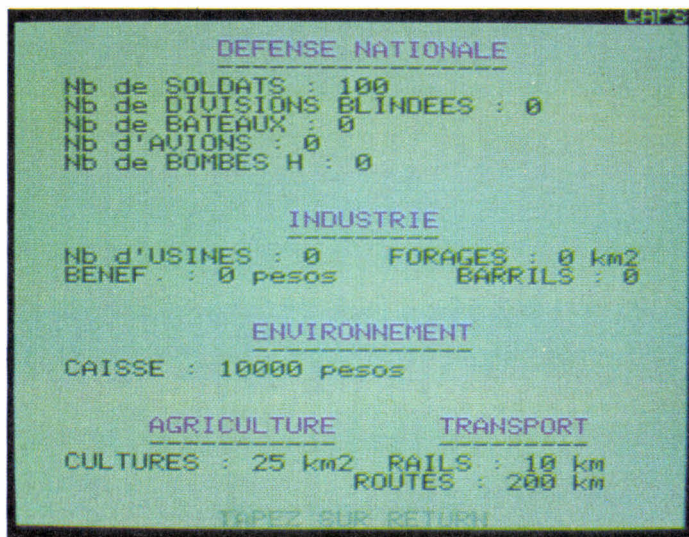 CAPS
DEFENSE NATIONALE
Nb de SOLDATS : 100
Nb de DIVISIONS BLINDEES : 0
Nb de BATEAUX : 0
Nb d'AVIONS : 0
Nb de BOMBES H : 0
INDUSTRIE
Nb d'USINES : 0 FORAGES : 0 km2
BENEF. : 0 pesos BARRILS : 0
ENVIRONNEMENT
CAISSE : 10000 pesos
AGRICULTURE TRANSPORT
CULTURES : 25 km2 RAILS : 10 km
ROUTES : 200 km
TAPEZ SUR RETURN